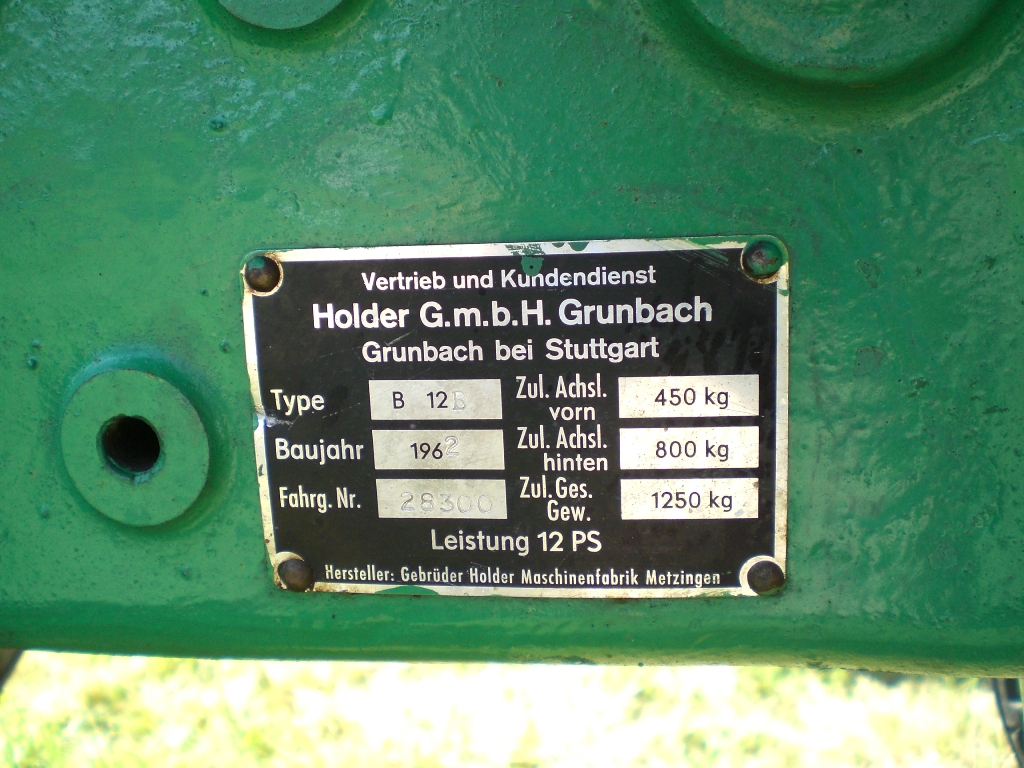 Vertrieb und Kundendienst
Holder G.m.b.H. Grunbach
Grunbach bei Stuttgart
Type B 12B Zul. Achsl. vorn 450 kg
Baujahr 1962 Zul. Achsl. hinten 800 kg
Fahrg. Nr. 28300 Zul. Ges. Gew. 1250 kg
Leistung 12 PS
Hersteller: Gebrüder Holder Maschinenfabrik Metzingen